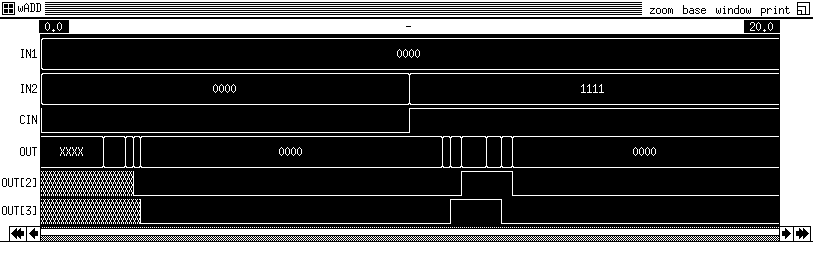 wADD zoom base window print
0.0 - 20.0
IN1 0000
IN2 0000 1111
CIN
OUT XXXX 0000 0000
OUT[2]
OUT[3]